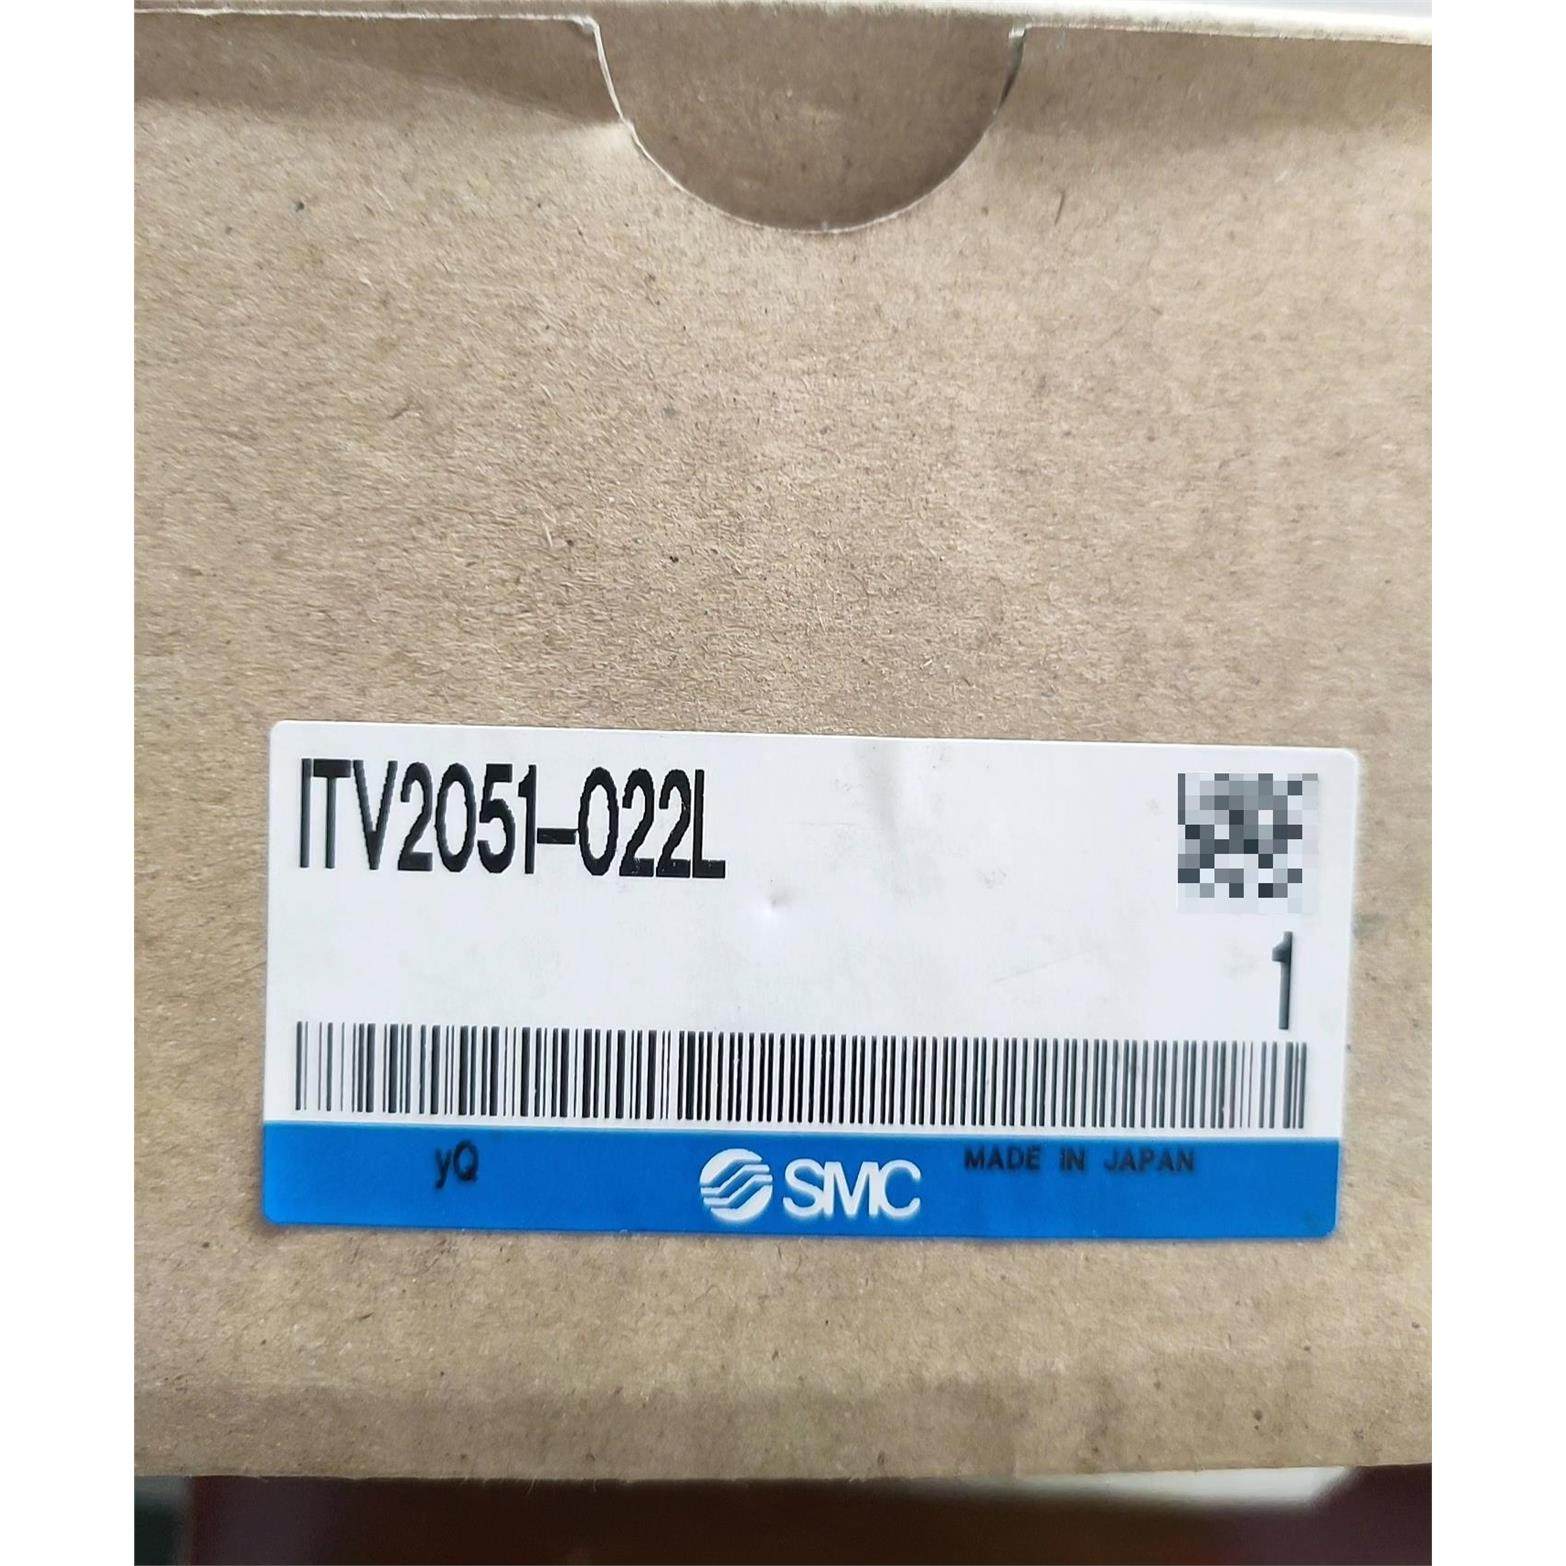 ITV2051-022L
1
yQ SMC MADE IN JAPAN